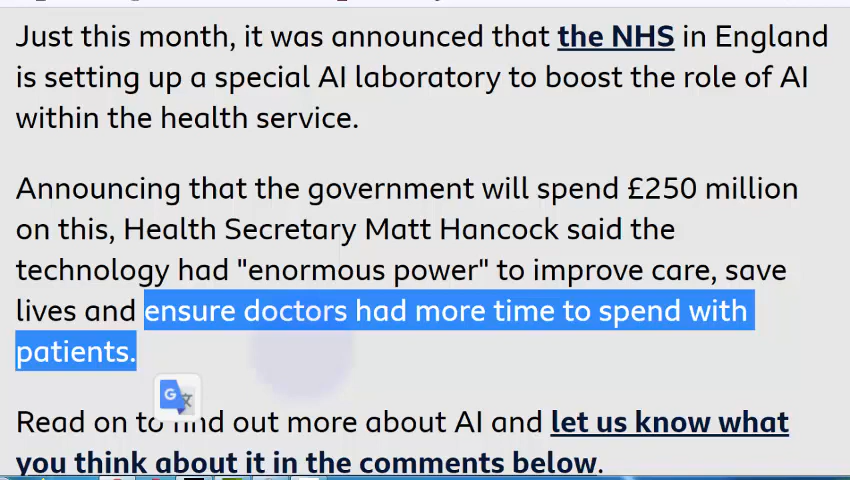 Just this month, it was announced that the NHS in England
is setting up a special AI laboratory to boost the role of AI
within the health service.
Announcing that the government will spend £250 million
on this, Health Secretary Matt Hancock said the
technology had "enormous power" to improve care, save
lives and ensure doctors had more time to spend with
patients.
Read on to find out more about AI and let us know what
you think about it in the comments below.